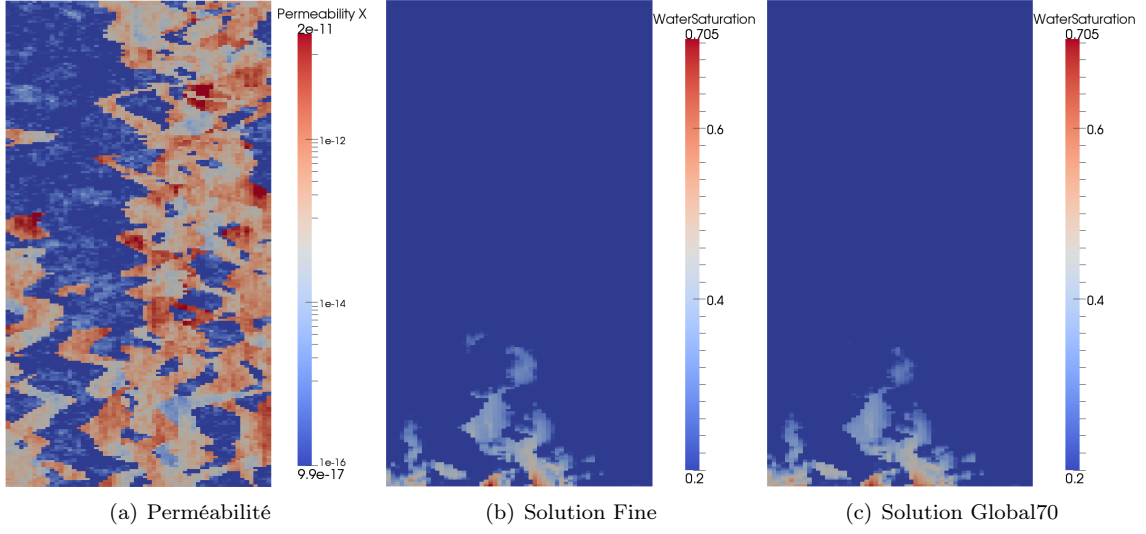 Permeability X
2e-11
1e-12
1e-14
1e-16
9.9e-17
(a) Perméabilité
WaterSaturation
0.705
0.6
0.4
0.2
(b) Solution Fine
WaterSaturation
0.705
0.6
0.4
0.2
(c) Solution Global70